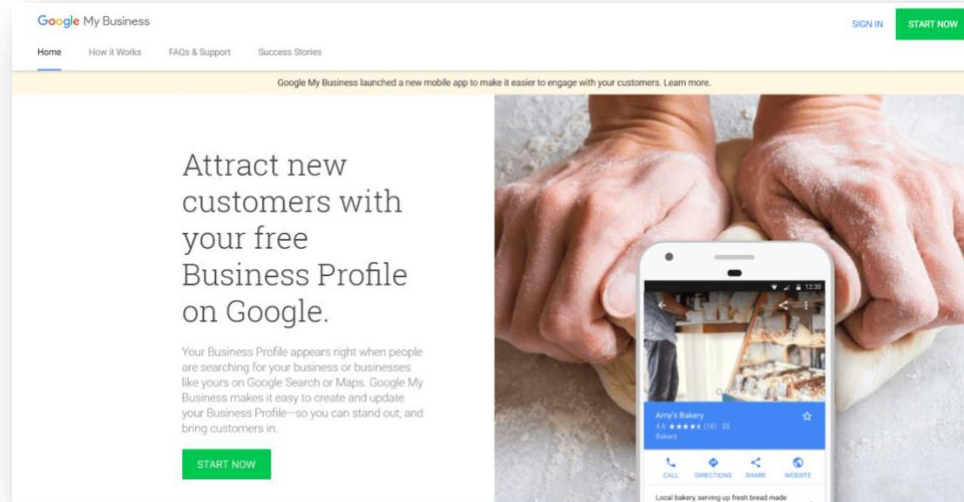 Google My Business
SIGN IN
START NOW
Home
How it Works
FAQs & Support
Success Stories
Google My Business launched a new mobile app to make it easier to engage with your customers. Learn more.
Attract new
customers with
your free
Business Profile
on Google.
Your Business Profile appears right when people
are searching for your business or businesses
like yours on Google Search or Maps. Google My
Business makes it easy to create and update
your Business Profile—so you can stand out, and
bring customers in.
START NOW
12:30
Amy's Bakery
4.6 ★★★★★ (18) · $$
Bakery
CALL
DIRECTIONS
SHARE
WEBSITE
Local bakery, serving up fresh bread made